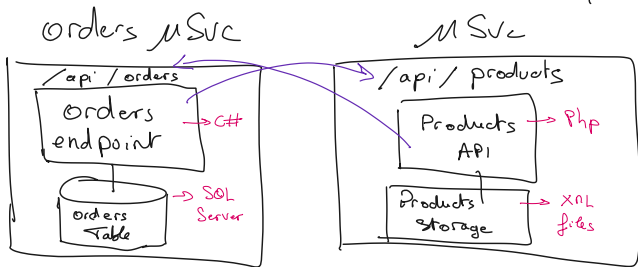 orders μSvc
/api/orders
orders
endpoint
C#
orders
Table
SQL
Server
μSvc
/api/products
Products
API
Php
Products
Storage
XML
files